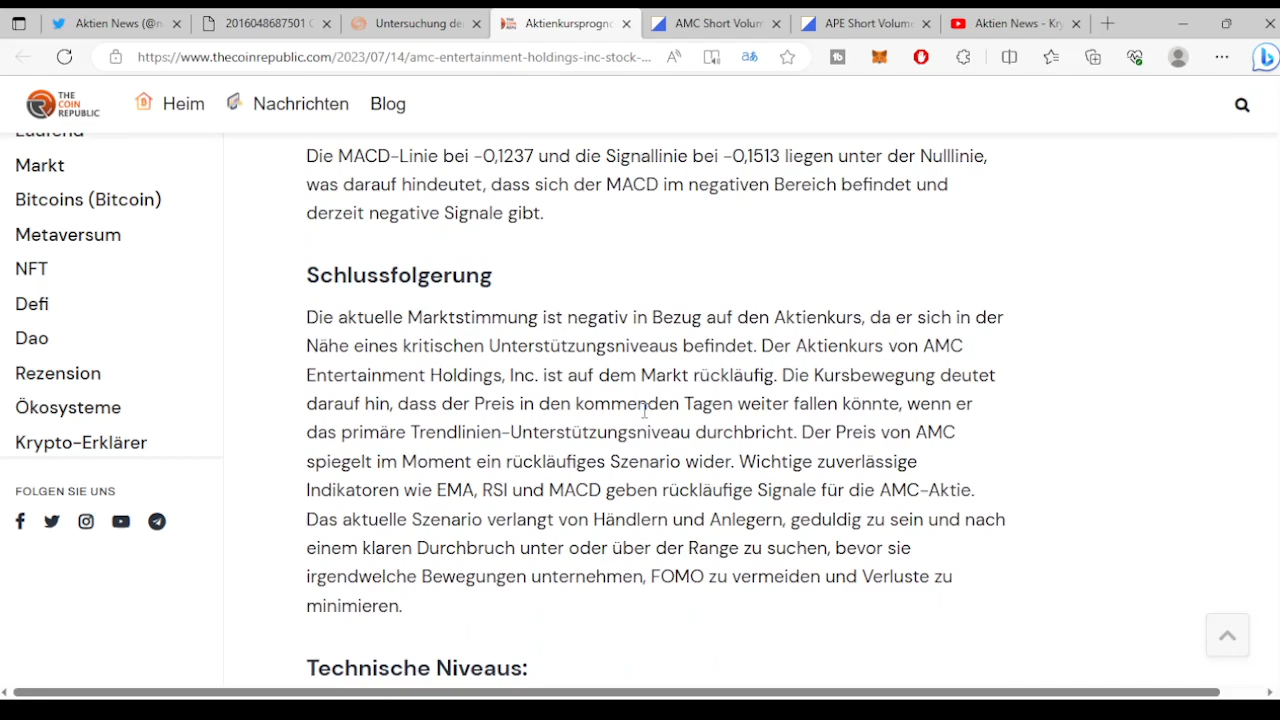 Aktien News (@n
2016048687501 C
Untersuchung de
Aktienkursprogno
AMC Short Volum
APE Short Volume
Aktien News - Kr
https://www.thecoinrepublic.com/2023/07/14/amc-entertainment-holdings-inc-stock-...
THE
COIN
REPUBLIC
Heim
Nachrichten
Blog
Laufend
Markt
Bitcoins (Bitcoin)
Metaversum
NFT
Defi
Dao
Rezension
Ökosysteme
Krypto-Erklärer
FOLGEN SIE UNS
Die MACD-Linie bei -0,1237 und die Signallinie bei -0,1513 liegen unter der Nulllinie,
was darauf hindeutet, dass sich der MACD im negativen Bereich befindet und
derzeit negative Signale gibt.
Schlussfolgerung
Die aktuelle Marktstimmung ist negativ in Bezug auf den Aktienkurs, da er sich in der
Nähe eines kritischen Unterstützungsniveaus befindet. Der Aktienkurs von AMC
Entertainment Holdings, Inc. ist auf dem Markt rückläufig. Die Kursbewegung deutet
darauf hin, dass der Preis in den kommenden Tagen weiter fallen könnte, wenn er
das primäre Trendlinien-Unterstützungsniveau durchbricht. Der Preis von AMC
spiegelt im Moment ein rückläufiges Szenario wider. Wichtige zuverlässige
Indikatoren wie EMA, RSI und MACD geben rückläufige Signale für die AMC-Aktie.
Das aktuelle Szenario verlangt von Händlern und Anlegern, geduldig zu sein und nach
einem klaren Durchbruch unter oder über der Range zu suchen, bevor sie
irgendwelche Bewegungen unternehmen, FOMO zu vermeiden und Verluste zu
minimieren.
Technische Niveaus: